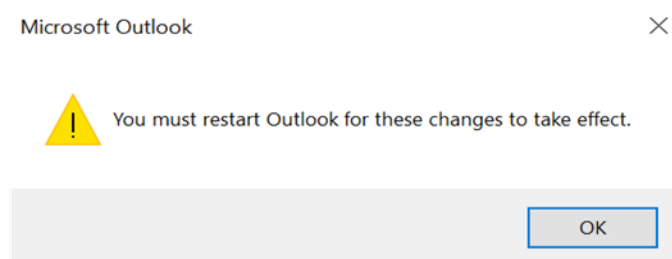 Microsoft Outlook
You must restart Outlook for these changes to take effect.
OK